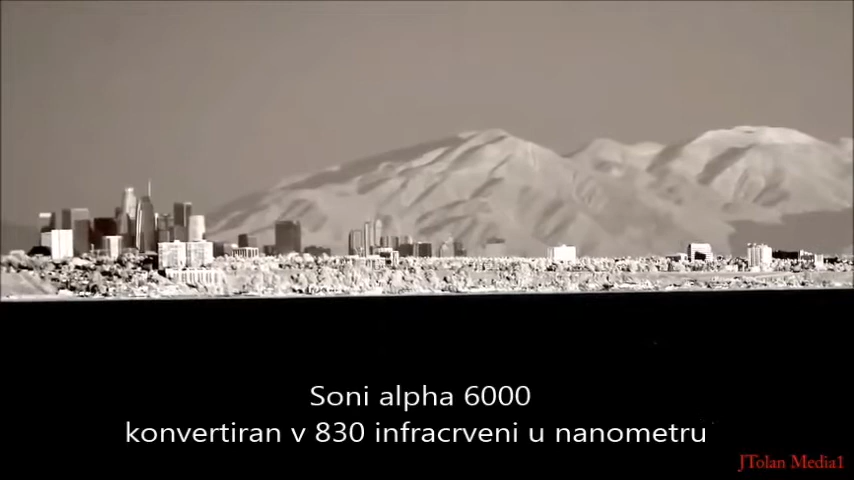 Soni alpha 6000
konvertiran v 830 infracrveni u nanometru
JTolan Media1